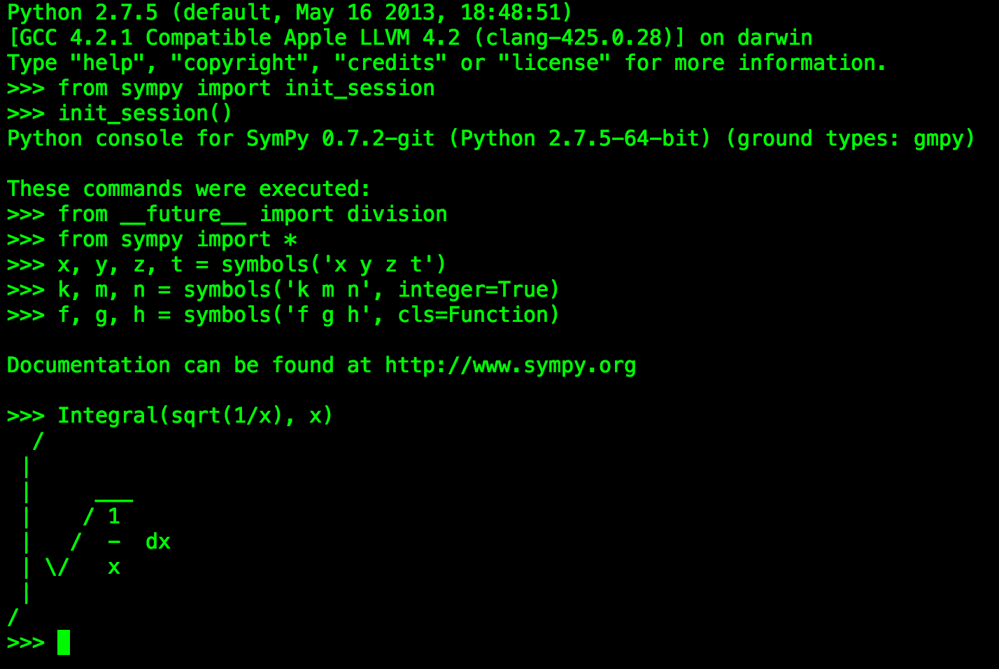 Python 2.7.5 (default, May 16 2013, 18:48:51)
[GCC 4.2.1 Compatible Apple LLVM 4.2 (clang-425.0.28)] on darwin
Type "help", "copyright", "credits" or "license" for more information.
>>> from sympy import init_session
>>> init_session()
Python console for SymPy 0.7.2-git (Python 2.7.5-64-bit) (ground types: gmpy)

These commands were executed:
>>> from __future__ import division
>>> from sympy import *
>>> x, y, z, t = symbols('x y z t')
>>> k, m, n = symbols('k m n', integer=True)
>>> f, g, h = symbols('f g h', cls=Function)

Documentation can be found at http://www.sympy.org

>>> Integral(sqrt(1/x), x)
  /
 |
 |     ___
 |    / 1
 |   /  -  dx
 | \/   x
 |
/
>>>